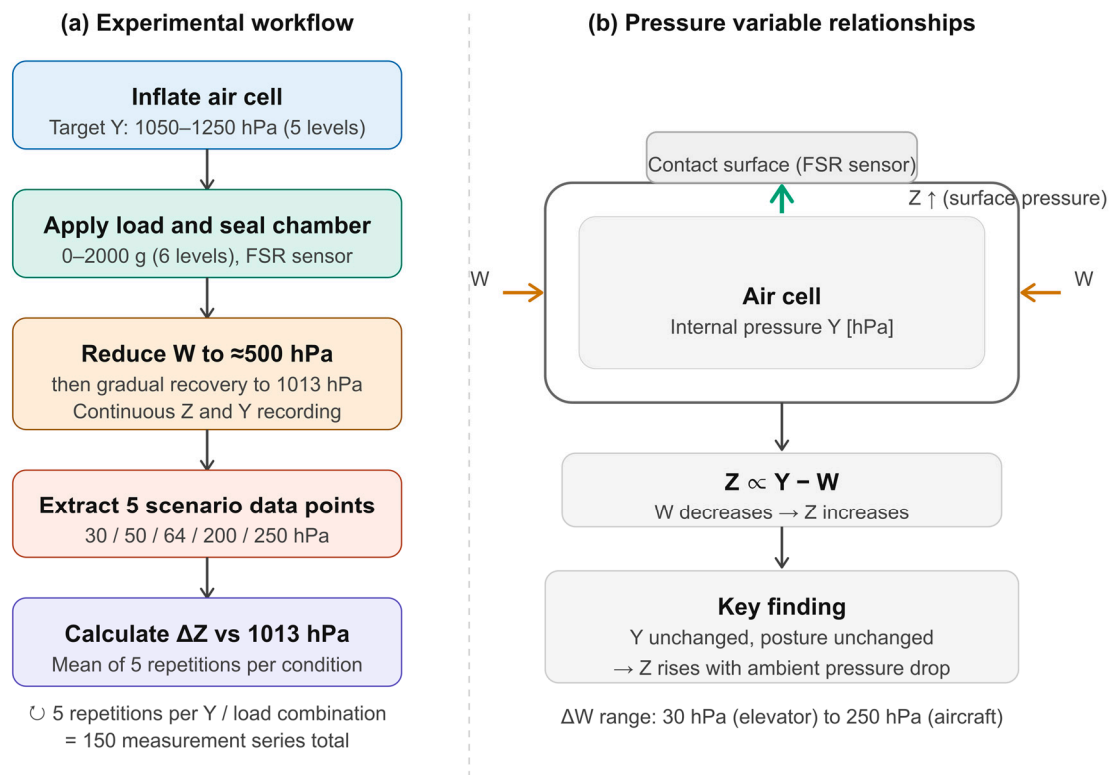 (a) Experimental workflow
Inflate air cell
Target Y: 1050–1250 hPa (5 levels)
Apply load and seal chamber
0–2000 g (6 levels), FSR sensor
Reduce W to ≈500 hPa
then gradual recovery to 1013 hPa
Continuous Z and Y recording
Extract 5 scenario data points
30 / 50 / 64 / 200 / 250 hPa
Calculate ΔZ vs 1013 hPa
Mean of 5 repetitions per condition
↻ 5 repetitions per Y / load combination
= 150 measurement series total
(b) Pressure variable relationships
Contact surface (FSR sensor)
Z ↑ (surface pressure)
W
W
Air cell
Internal pressure Y [hPa]
Z ∝ Y − W
W decreases → Z increases
Key finding
Y unchanged, posture unchanged
→ Z rises with ambient pressure drop
ΔW range: 30 hPa (elevator) to 250 hPa (aircraft)